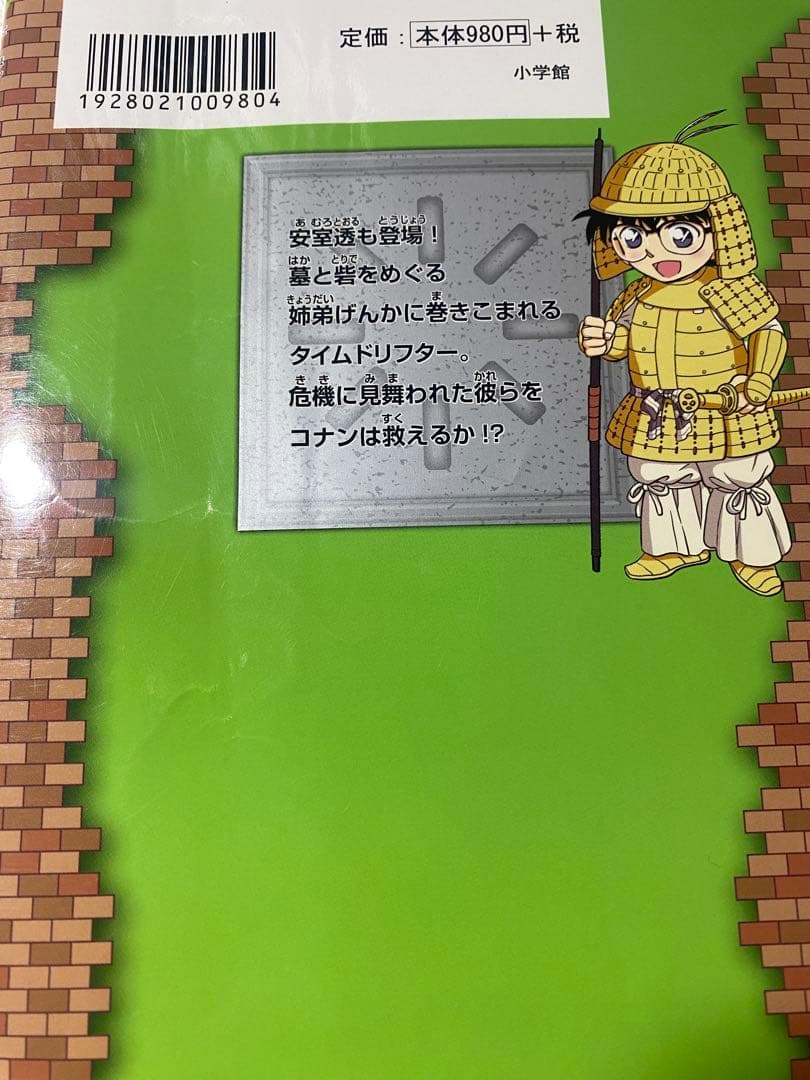 定価：本体980円＋税
1928021009804
小学館
安室透も登場！
墓と砦をめぐる
姉弟げんかに巻きこまれる
タイムドリフター。
危機に見舞われた彼らを
コナンは救えるか!?